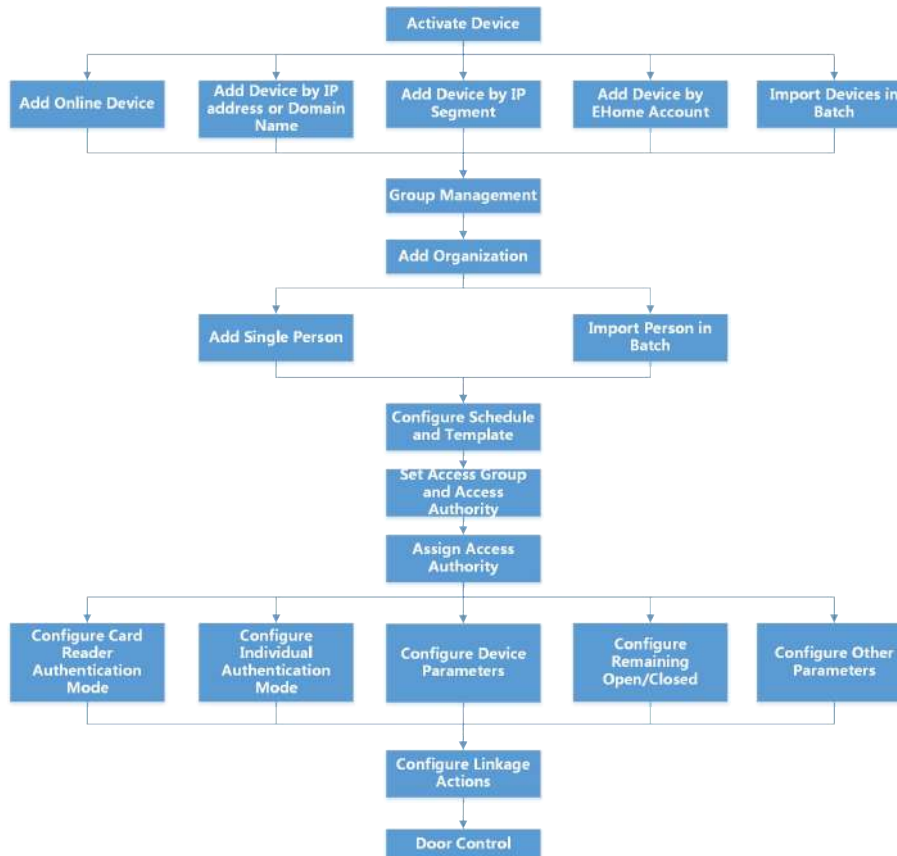 Activate Device
Add Online Device
Add Device by IP
address or Domain
Name
Add Device by IP
Segment
Add Device by
EHome Account
Import Devices in
Batch
Group Management
Add Organization
Add Single Person
Import Person in
Batch
Configure Schedule
and Template
Set Access Group
and Access
Authority
Assign Access
Authority
Configure Card
Reader
Authentication
Mode
Configure
Individual
Authentication
Mode
Configure Device
Parameters
Configure
Remaining
Open/Closed
Configure Other
Parameters
Configure Linkage
Actions
Door Control